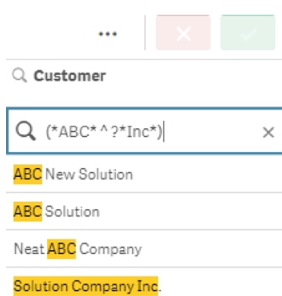 ...
Customer
(*ABC*^?*Inc*)
ABC New Solution
ABC Solution
Neat ABC Company
Solution Company Inc.